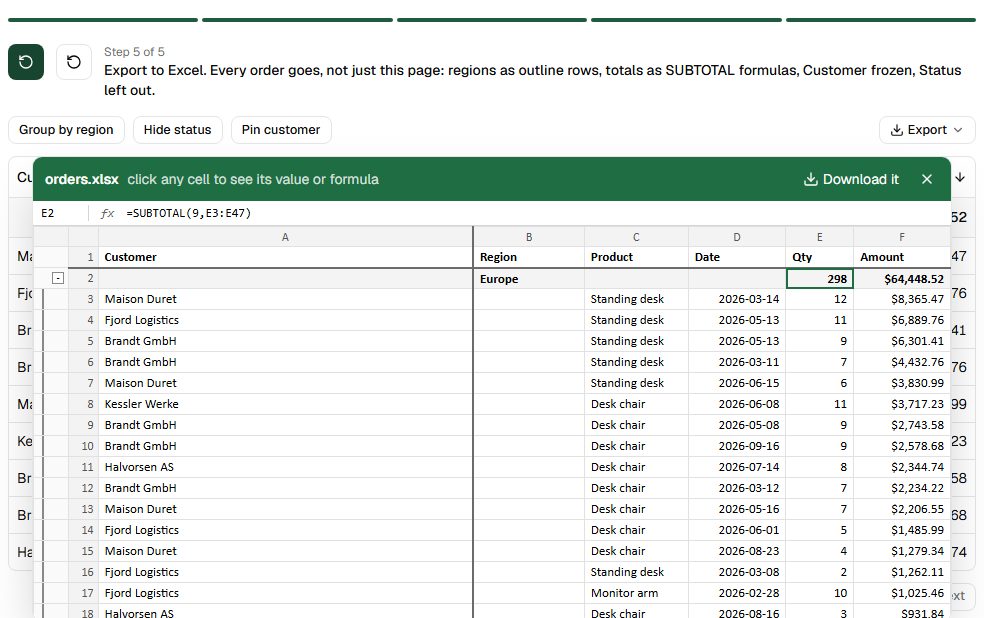 Step 5 of 5
Export to Excel. Every order goes, not just this page: regions as outline rows, totals as SUBTOTAL formulas, Customer frozen, Status
left out.
Group by region Hide status Pin customer Export
orders.xlsx click any cell to see its value or formula Download it
E2 fx =SUBTOTAL(9,E3:E47)
A B C D E F
1 Customer Region Product Date Qty Amount
- 2 Europe 298 $64,448.52 52
3 Maison Duret Standing desk 2026-03-14 12 $8,365.47
4 Fjord Logistics Standing desk 2026-05-13 11 $6,889.76
5 Brandt GmbH Standing desk 2026-05-13 9 $6,301.41
6 Brandt GmbH Standing desk 2026-03-11 7 $4,432.76
7 Maison Duret Standing desk 2026-06-15 6 $3,830.99
8 Kessler Werke Desk chair 2026-06-08 11 $3,717.23
9 Brandt GmbH Desk chair 2026-05-08 9 $2,743.58
10 Brandt GmbH Desk chair 2026-09-16 9 $2,578.68
11 Halvorsen AS Desk chair 2026-07-14 8 $2,344.74
12 Brandt GmbH Desk chair 2026-03-12 7 $2,234.22
13 Maison Duret Desk chair 2026-05-16 7 $2,206.55
14 Fjord Logistics Desk chair 2026-06-01 5 $1,485.99
15 Maison Duret Desk chair 2026-08-23 4 $1,279.34
16 Fjord Logistics Standing desk 2026-03-08 2 $1,262.11
17 Fjord Logistics Monitor arm 2026-02-28 10 $1,025.46
18 Halvorsen AS Desk chair 2026-08-16 3 $931.84